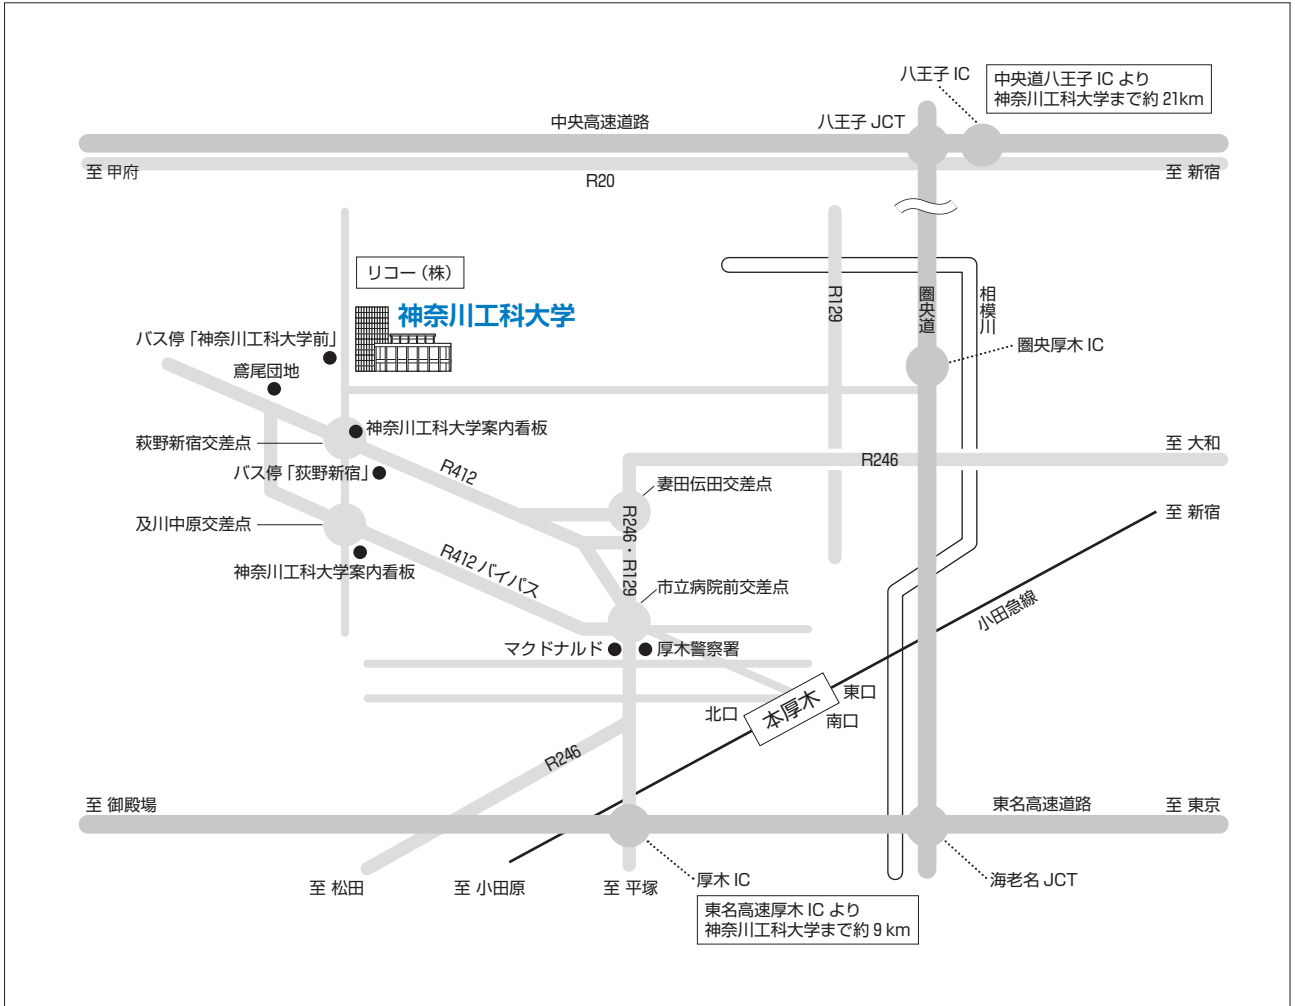 八王子 IC
中央道八王子 IC より
神奈川工科大学まで約 21km
中央高速道路
八王子 JCT
至 甲府
R20
至 新宿
リコー（株）
神奈川工科大学
R129
圏央道
相模川
バス停「神奈川工科大学前」
圏央厚木 IC
鳶尾団地
神奈川工科大学案内看板
萩野新宿交差点
至 大和
R246
バス停「荻野新宿」
R412
妻田伝田交差点
至 新宿
及川中原交差点
R246・R129
神奈川工科大学案内看板
R412 バイパス
市立病院前交差点
小田急線
マクドナルド
厚木警察署
東口
本厚木
北口
南口
R246
至 御殿場
東名高速道路
至 東京
至 松田
至 小田原
至 平塚
厚木 IC
海老名 JCT
東名高速厚木 IC より
神奈川工科大学まで約 9 km